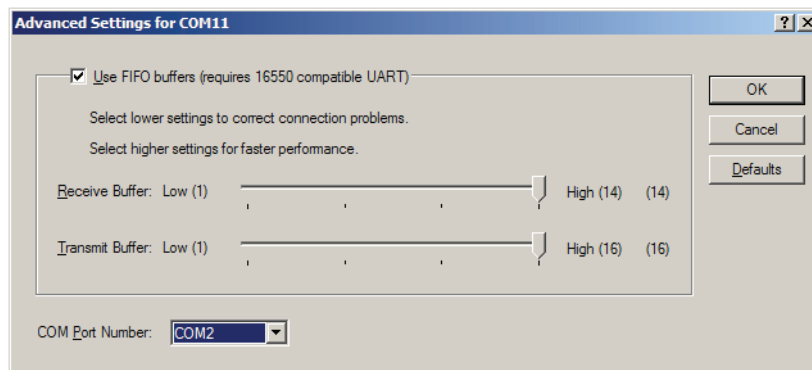 Advanced Settings for COM11
Use FIFO buffers (requires 16550 compatible UART)
OK
Select lower settings to correct connection problems.
Cancel
Select higher settings for faster performance.
Defaults
Receive Buffer: Low (1) High (14) (14)
Transmit Buffer: Low (1) High (16) (16)
COM Port Number: COM2